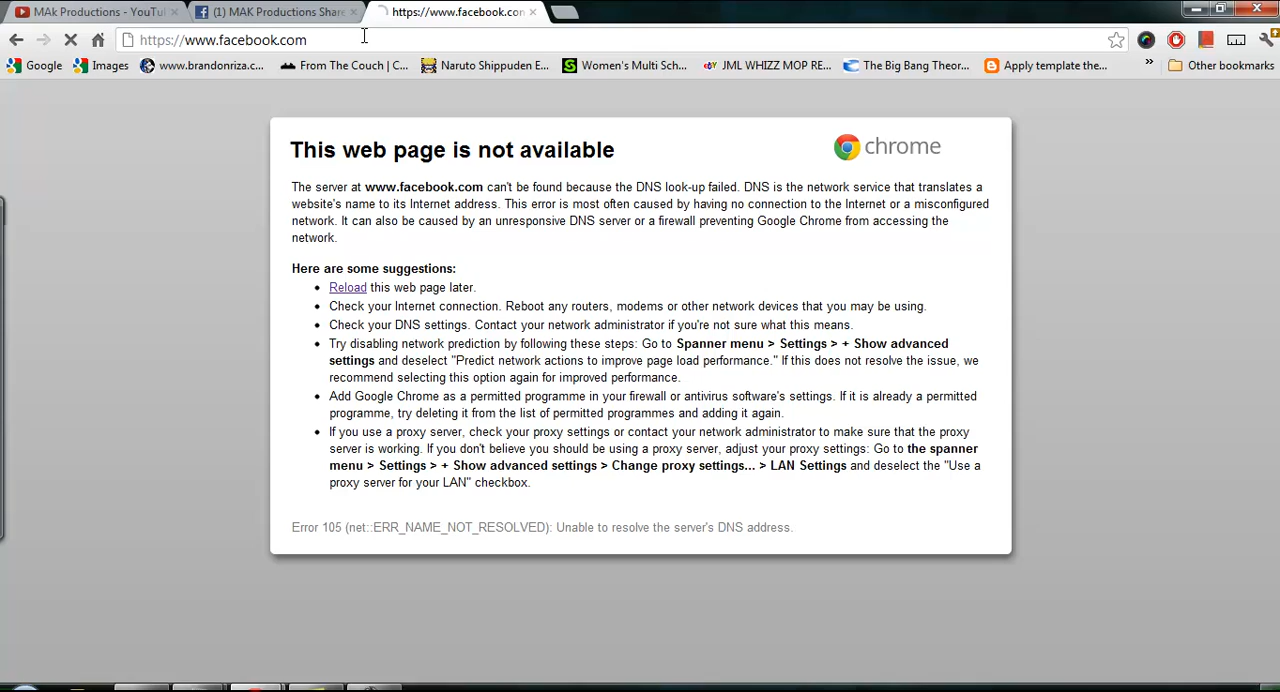 MAk Productions - YouTu
(1) MAK Productions Share
https://www.facebook.com
https://www.facebook.com
Google
Images
www.brandonriza.c...
From The Couch | C...
Naruto Shippuden E...
Women's Multi Sch...
JML WHIZZ MOP RE...
The Big Bang Theor...
Apply template the...
»
Other bookmarks
This web page is not available
chrome
The server at www.facebook.com can't be found because the DNS look-up failed. DNS is the network service that translates a
website's name to its Internet address. This error is most often caused by having no connection to the Internet or a misconfigured
network. It can also be caused by an unresponsive DNS server or a firewall preventing Google Chrome from accessing the
network.
Here are some suggestions:
• Reload this web page later.
• Check your Internet connection. Reboot any routers, modems or other network devices that you may be using.
• Check your DNS settings. Contact your network administrator if you're not sure what this means.
• Try disabling network prediction by following these steps: Go to Spanner menu > Settings > + Show advanced
settings and deselect "Predict network actions to improve page load performance." If this does not resolve the issue, we
recommend selecting this option again for improved performance.
• Add Google Chrome as a permitted programme in your firewall or antivirus software's settings. If it is already a permitted
programme, try deleting it from the list of permitted programmes and adding it again.
• If you use a proxy server, check your proxy settings or contact your network administrator to make sure that the proxy
server is working. If you don't believe you should be using a proxy server, adjust your proxy settings: Go to the spanner
menu > Settings > + Show advanced settings > Change proxy settings... > LAN Settings and deselect the "Use a
proxy server for your LAN" checkbox.
Error 105 (net::ERR_NAME_NOT_RESOLVED): Unable to resolve the server's DNS address.